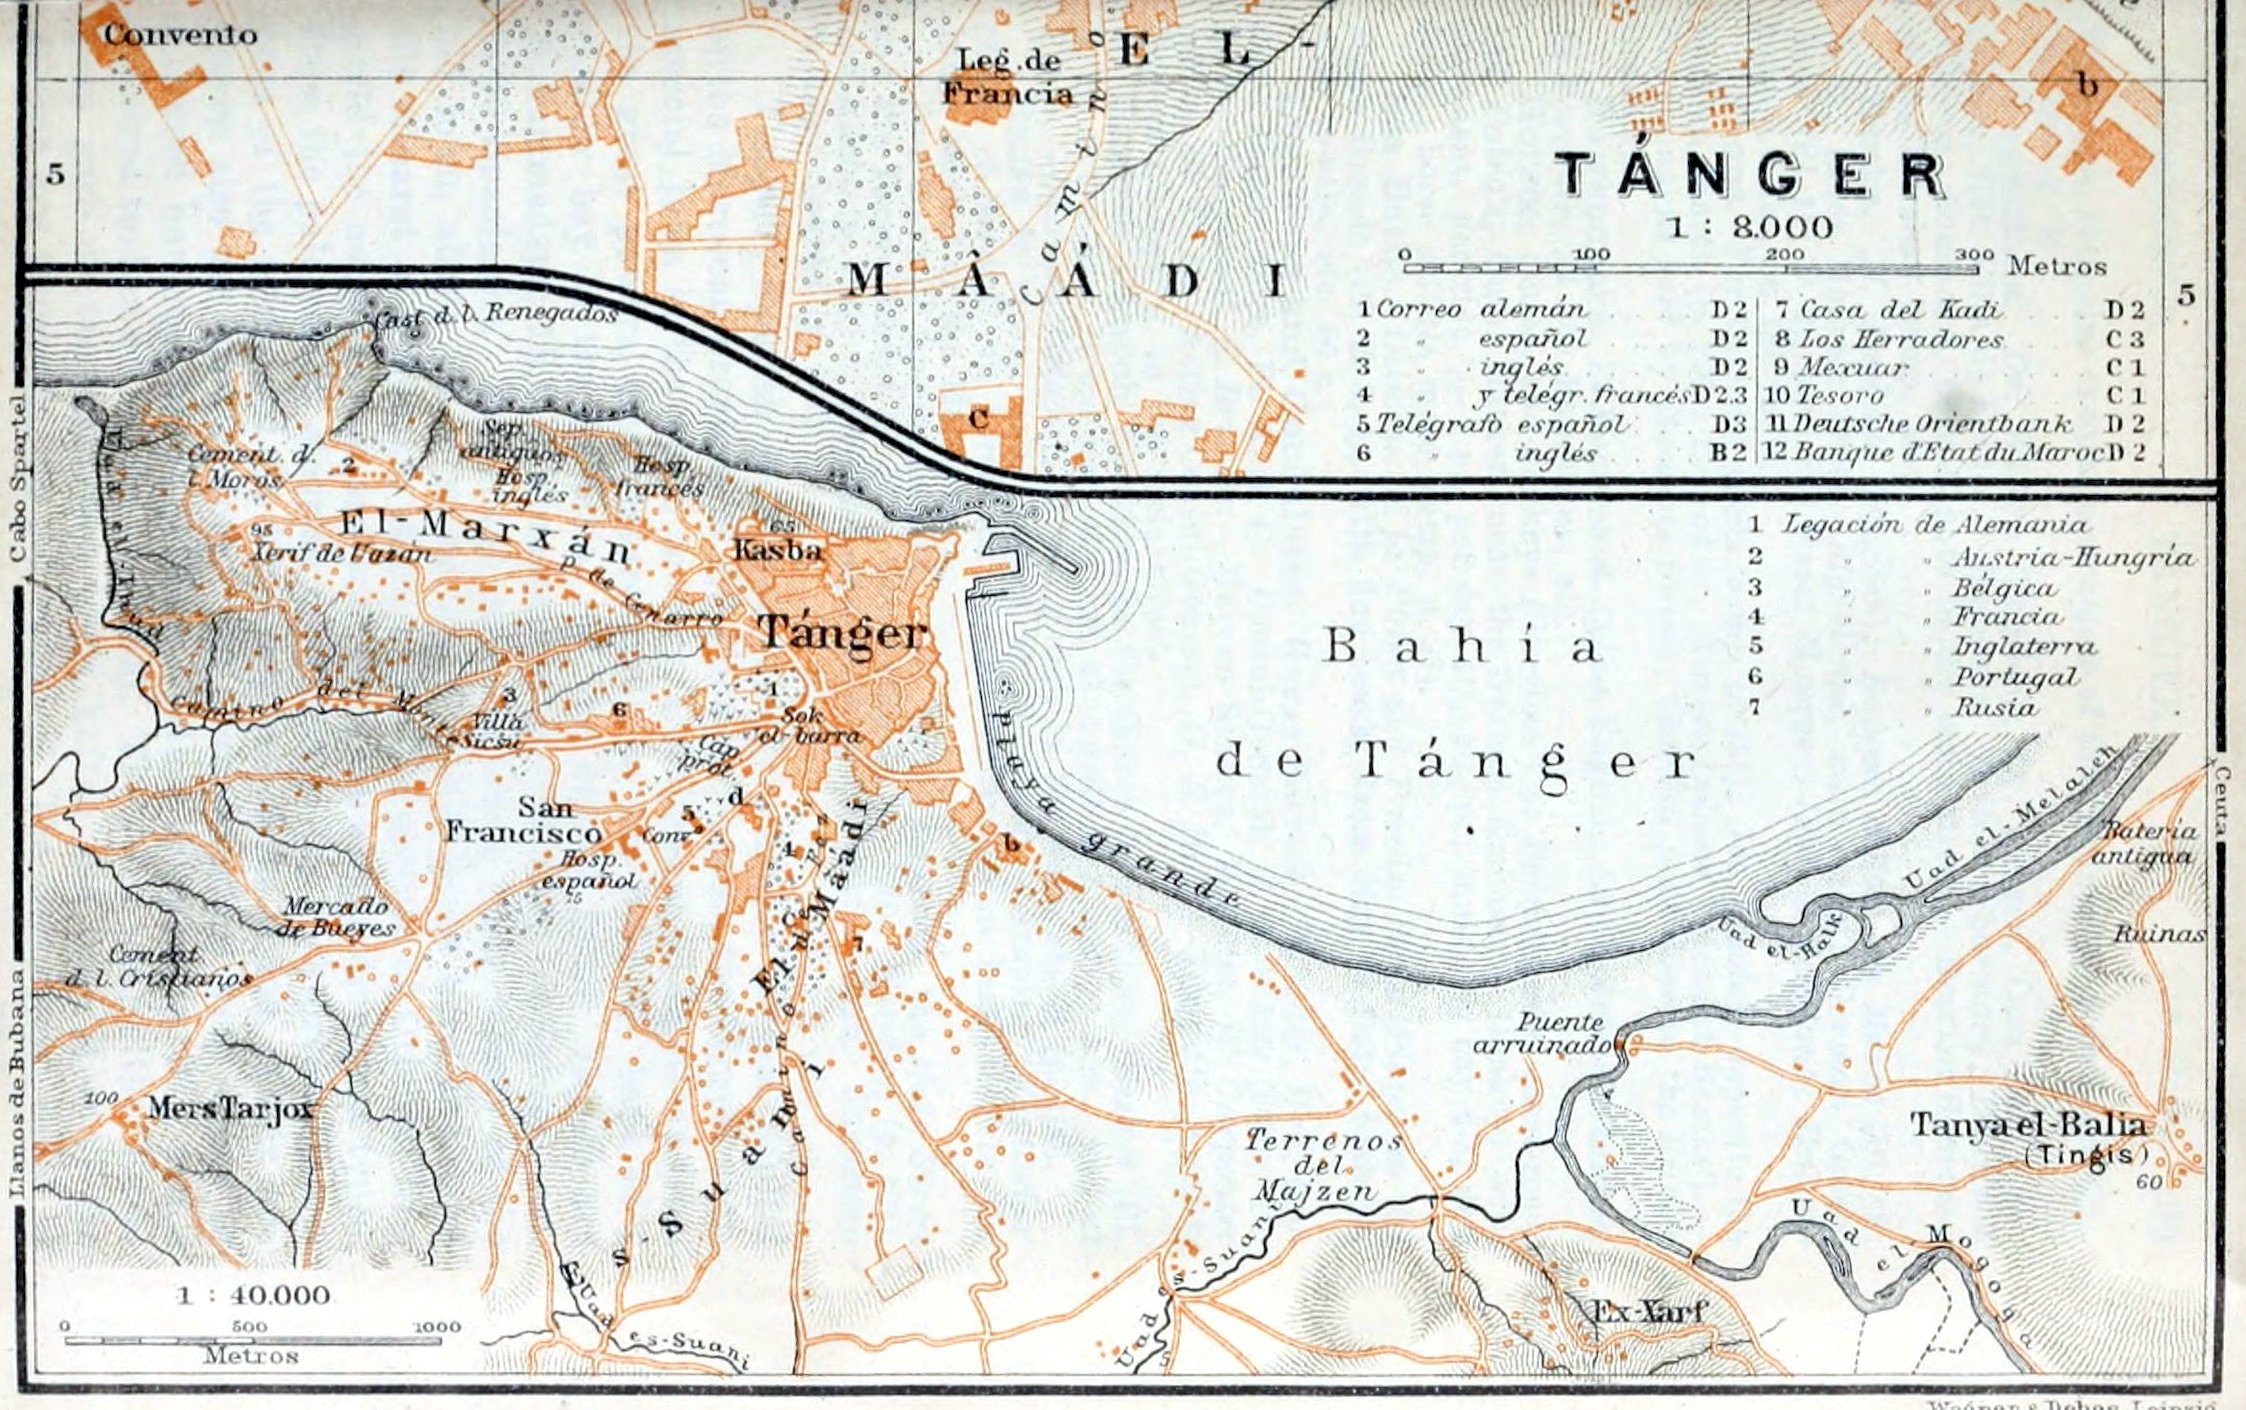 Convento
Leg. de
Francia
E L -
M Â Á D I
Camino
b
c
5
5
TÁNGER
1 : 8.000
0 100 200 300 Metros
1 Correo alemán D 2
2 „ español D 2
3 „ inglés D 2
4 „ y telégr. francés D 2.3
5 Telégrafo español D 3
6 „ inglés B 2
7 Casa del Kadi D 2
8 Los Herradores C 3
9 Mexuar C 1
10 Tesoro C 1
11 Deutsche Orientbank D 2
12 Banque d'Etat du Maroc D 2
1 Legación de Alemania
2 „ „ Austria-Hungría
3 „ „ Bélgica
4 „ „ Francia
5 „ „ Inglaterra
6 „ „ Portugal
7 „ „ Rusia
Cabo Spartel
Llanos de Bubana
Ceuta
Cast. d. l. Renegados
Cement. d.
l. Moros
2
Sep.
antiguos
Hosp.
inglés
Hosp.
francés
El-Marxán
95
Xerif de Uazán
P. de Cenarro
65
Kasba
Tánger
Uad el-Ihud
Camino del Monte
3
Villa
Sicsú
6
1
Sok
el-barra
Cap.
prot.
San
Francisco
5
d
Conv.
Hosp.
español
75
4
b
7
El Mâádi
Camino
Mercado
de Bueyes
Cement
d. l. Cristianos
100
Mers Tarjox
s-Suani
Uad
es-Suani
1 : 40.000
0 500 1000
Metros
Bahía
de Tánger
Playa grande
Uad el-Melaleh
Uad el-Halk
Batería
antigua
Ruinas
Puente
arruinado
Terrenos
del
Majzen
Uad es-Suani
Tanya el-Balia
(Tingis)
60
Uad el-Mogoga
Ex-Xarf
Wagner & Debes, Leipzig